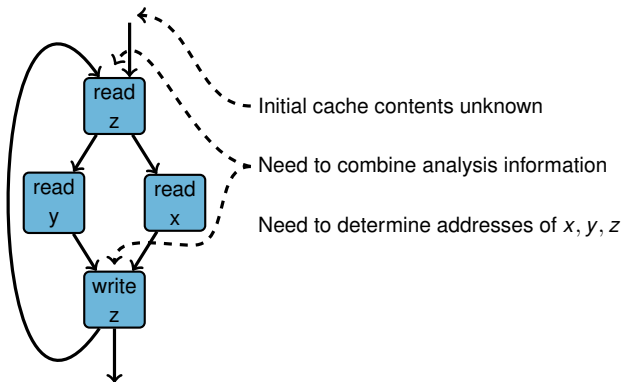 read
z
Initial cache contents unknown
Need to combine analysis information
read
y
read
x
Need to determine addresses of x, y, z
write
z